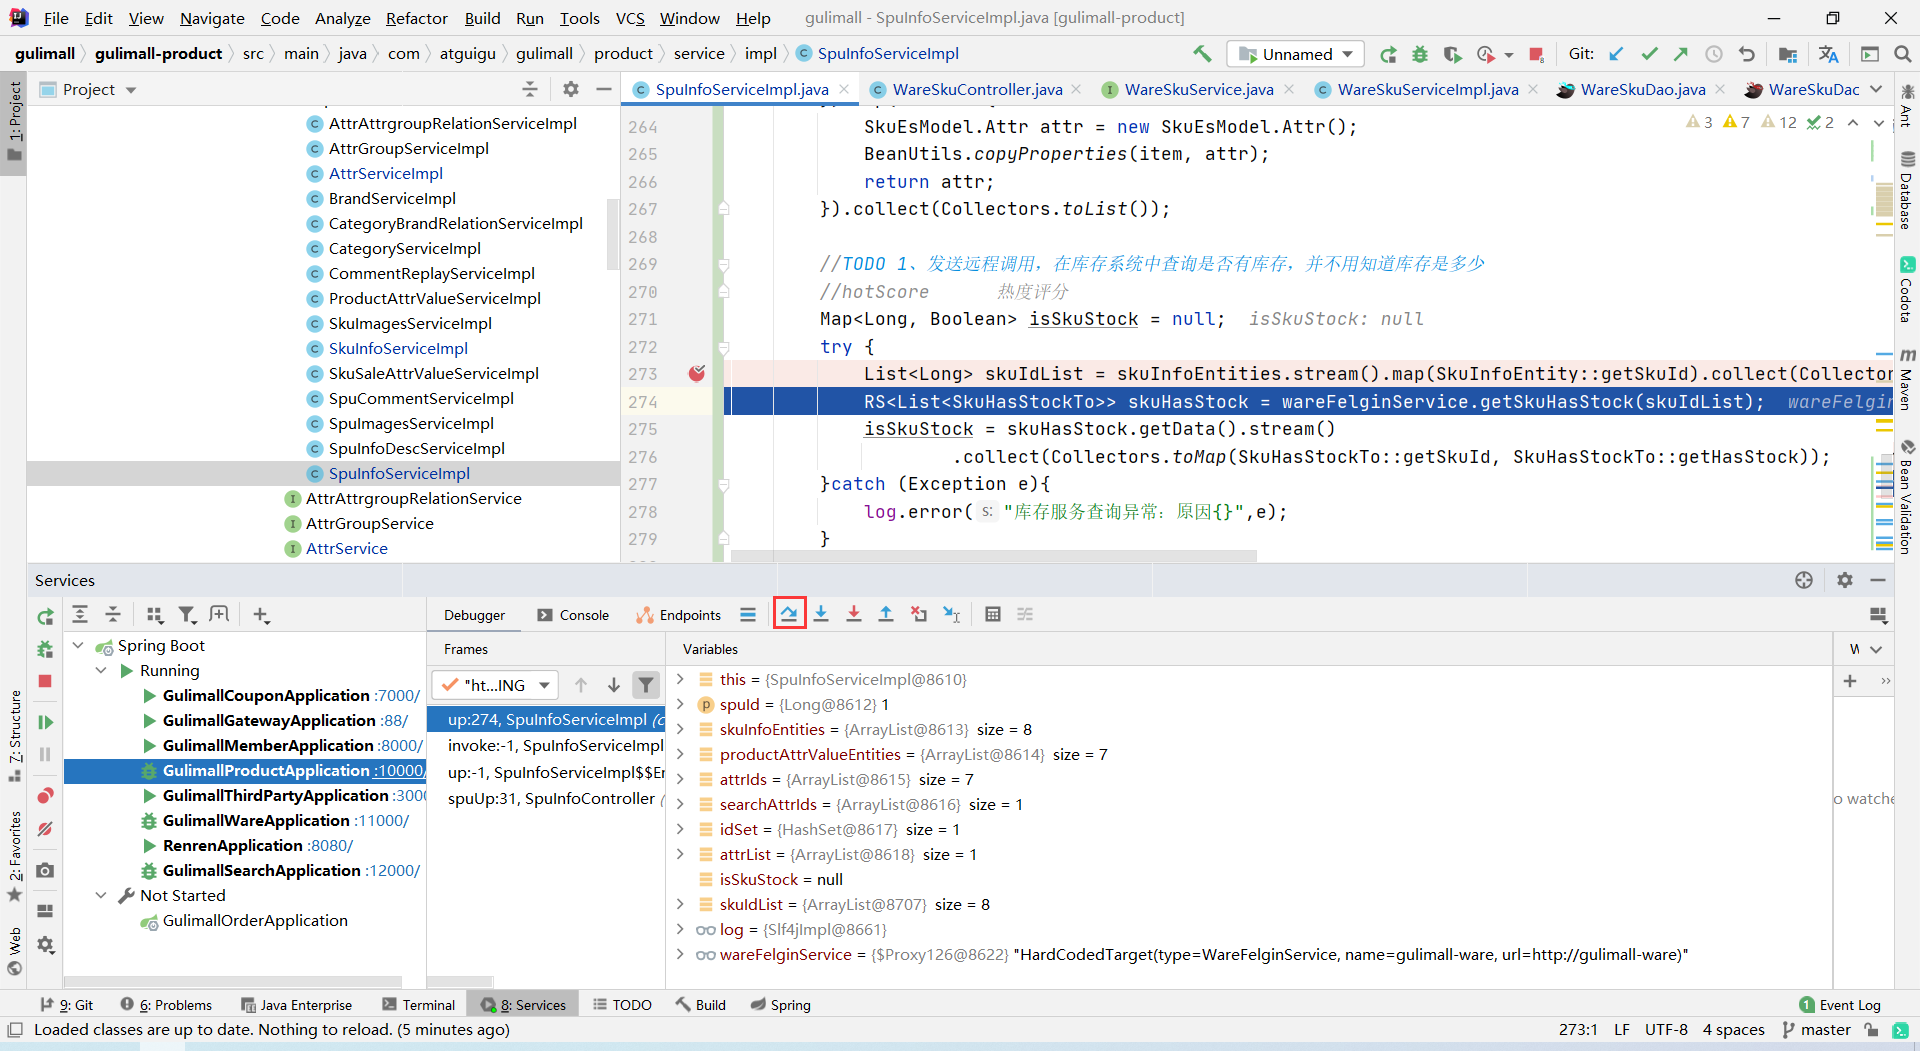 File Edit View Navigate Code Analyze Refactor Build Run Tools VCS Window Help gulimall - SpuInfoServiceImpl.java [gulimall-product]
gulimall gulimall-product src main java com atguigu gulimall product service impl SpuInfoServiceImpl Unnamed Git:
Project
SpuInfoServiceImpl.java WareSkuController.java WareSkuService.java WareSkuServiceImpl.java WareSkuDao.java WareSkuDac
1: Project
AttrAttrgroupRelationServiceImpl
AttrGroupServiceImpl
AttrServiceImpl
BrandServiceImpl
CategoryBrandRelationServiceImpl
CategoryServiceImpl
CommentReplayServiceImpl
ProductAttrValueServiceImpl
SkuImagesServiceImpl
SkuInfoServiceImpl
SkuSaleAttrValueServiceImpl
SpuCommentServiceImpl
SpuImagesServiceImpl
SpuInfoDescServiceImpl
SpuInfoServiceImpl
AttrAttrgroupRelationService
AttrGroupService
AttrService
3 7 12 2
264 SkuEsModel.Attr attr = new SkuEsModel.Attr();
265 BeanUtils.copyProperties(item, attr);
266 return attr;
267 }).collect(Collectors.toList());
268
269 //TODO 1、发送远程调用，在库存系统中查询是否有库存，并不用知道库存是多少
270 //hotScore 热度评分
271 Map<Long, Boolean> isSkuStock = null; isSkuStock: null
272 try {
273 List<Long> skuIdList = skuInfoEntities.stream().map(SkuInfoEntity::getSkuId).collect(Collector
274 RS<List<SkuHasStockTo>> skuHasStock = wareFelginService.getSkuHasStock(skuIdList); wareFelgin
275 isSkuStock = skuHasStock.getData().stream()
276 .collect(Collectors.toMap(SkuHasStockTo::getSkuId, SkuHasStockTo::getHasStock));
277 }catch (Exception e){
278 log.error( s: "库存服务查询异常：原因{}",e);
279 }
Ant
Database
Codota
Maven
Bean Validation
Services
Debugger Console Endpoints
Spring Boot
Running
GulimallCouponApplication :7000/
GulimallGatewayApplication :88/
GulimallMemberApplication :8000/
GulimallProductApplication :10000/
GulimallThirdPartyApplication :3000
GulimallWareApplication :11000/
RenrenApplication :8080/
GulimallSearchApplication :12000/
Not Started
GulimallOrderApplication
Frames
"ht...ING
up:274, SpuInfoServiceImpl (c
invoke:-1, SpuInfoServiceImpl
up:-1, SpuInfoServiceImpl$$Er
spuUp:31, SpuInfoController (
Variables
this = {SpuInfoServiceImpl@8610}
spuId = {Long@8612} 1
skuInfoEntities = {ArrayList@8613} size = 8
productAttrValueEntities = {ArrayList@8614} size = 7
attrIds = {ArrayList@8615} size = 7
searchAttrIds = {ArrayList@8616} size = 1
idSet = {HashSet@8617} size = 1
attrList = {ArrayList@8618} size = 1
isSkuStock = null
skuIdList = {ArrayList@8707} size = 8
log = {Slf4jImpl@8661}
wareFelginService = {$Proxy126@8622} "HardCodedTarget(type=WareFelginService, name=gulimall-ware, url=http://gulimall-ware)"
W
o watche
7: Structure
2: Favorites
Web
9: Git 6: Problems Java Enterprise Terminal 8: Services TODO Build Spring 1 Event Log
Loaded classes are up to date. Nothing to reload. (5 minutes ago) 273:1 LF UTF-8 4 spaces master